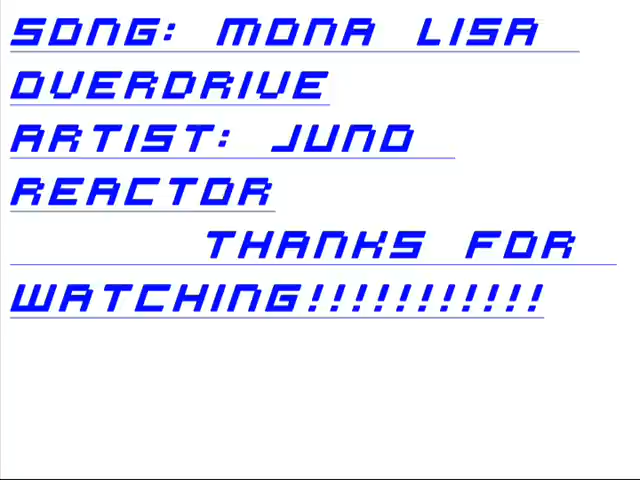 SONG: MONA LISA
OVERDRIVE
ARTIST: JUNO
REACTOR
THANKS FOR
WATCHING!!!!!!!!!!!